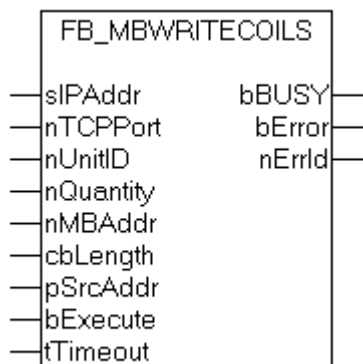 FB_MBWRITECOILS
sIPAddr bBUSY
nTCPPort bError
nUnitID nErrId
nQuantity
nMBAddr
cbLength
pSrcAddr
bExecute
tTimeout